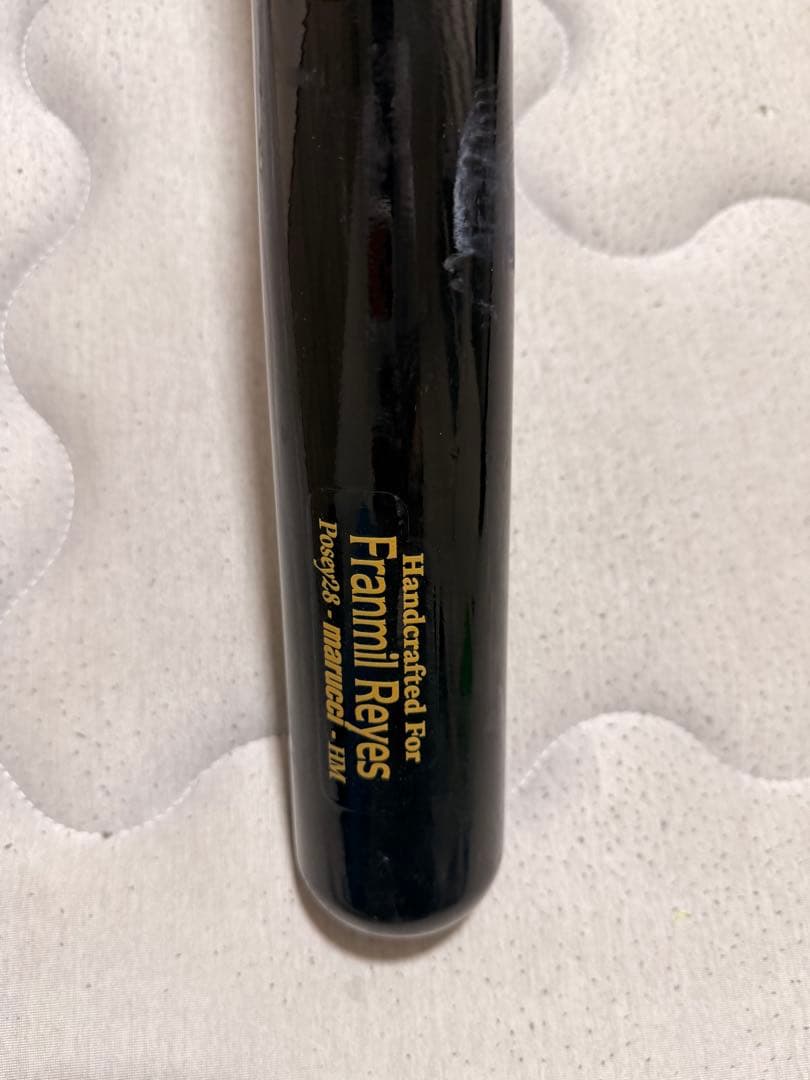 Handcrafted For
Franmil Reyes
Posey28 - marucci - HM